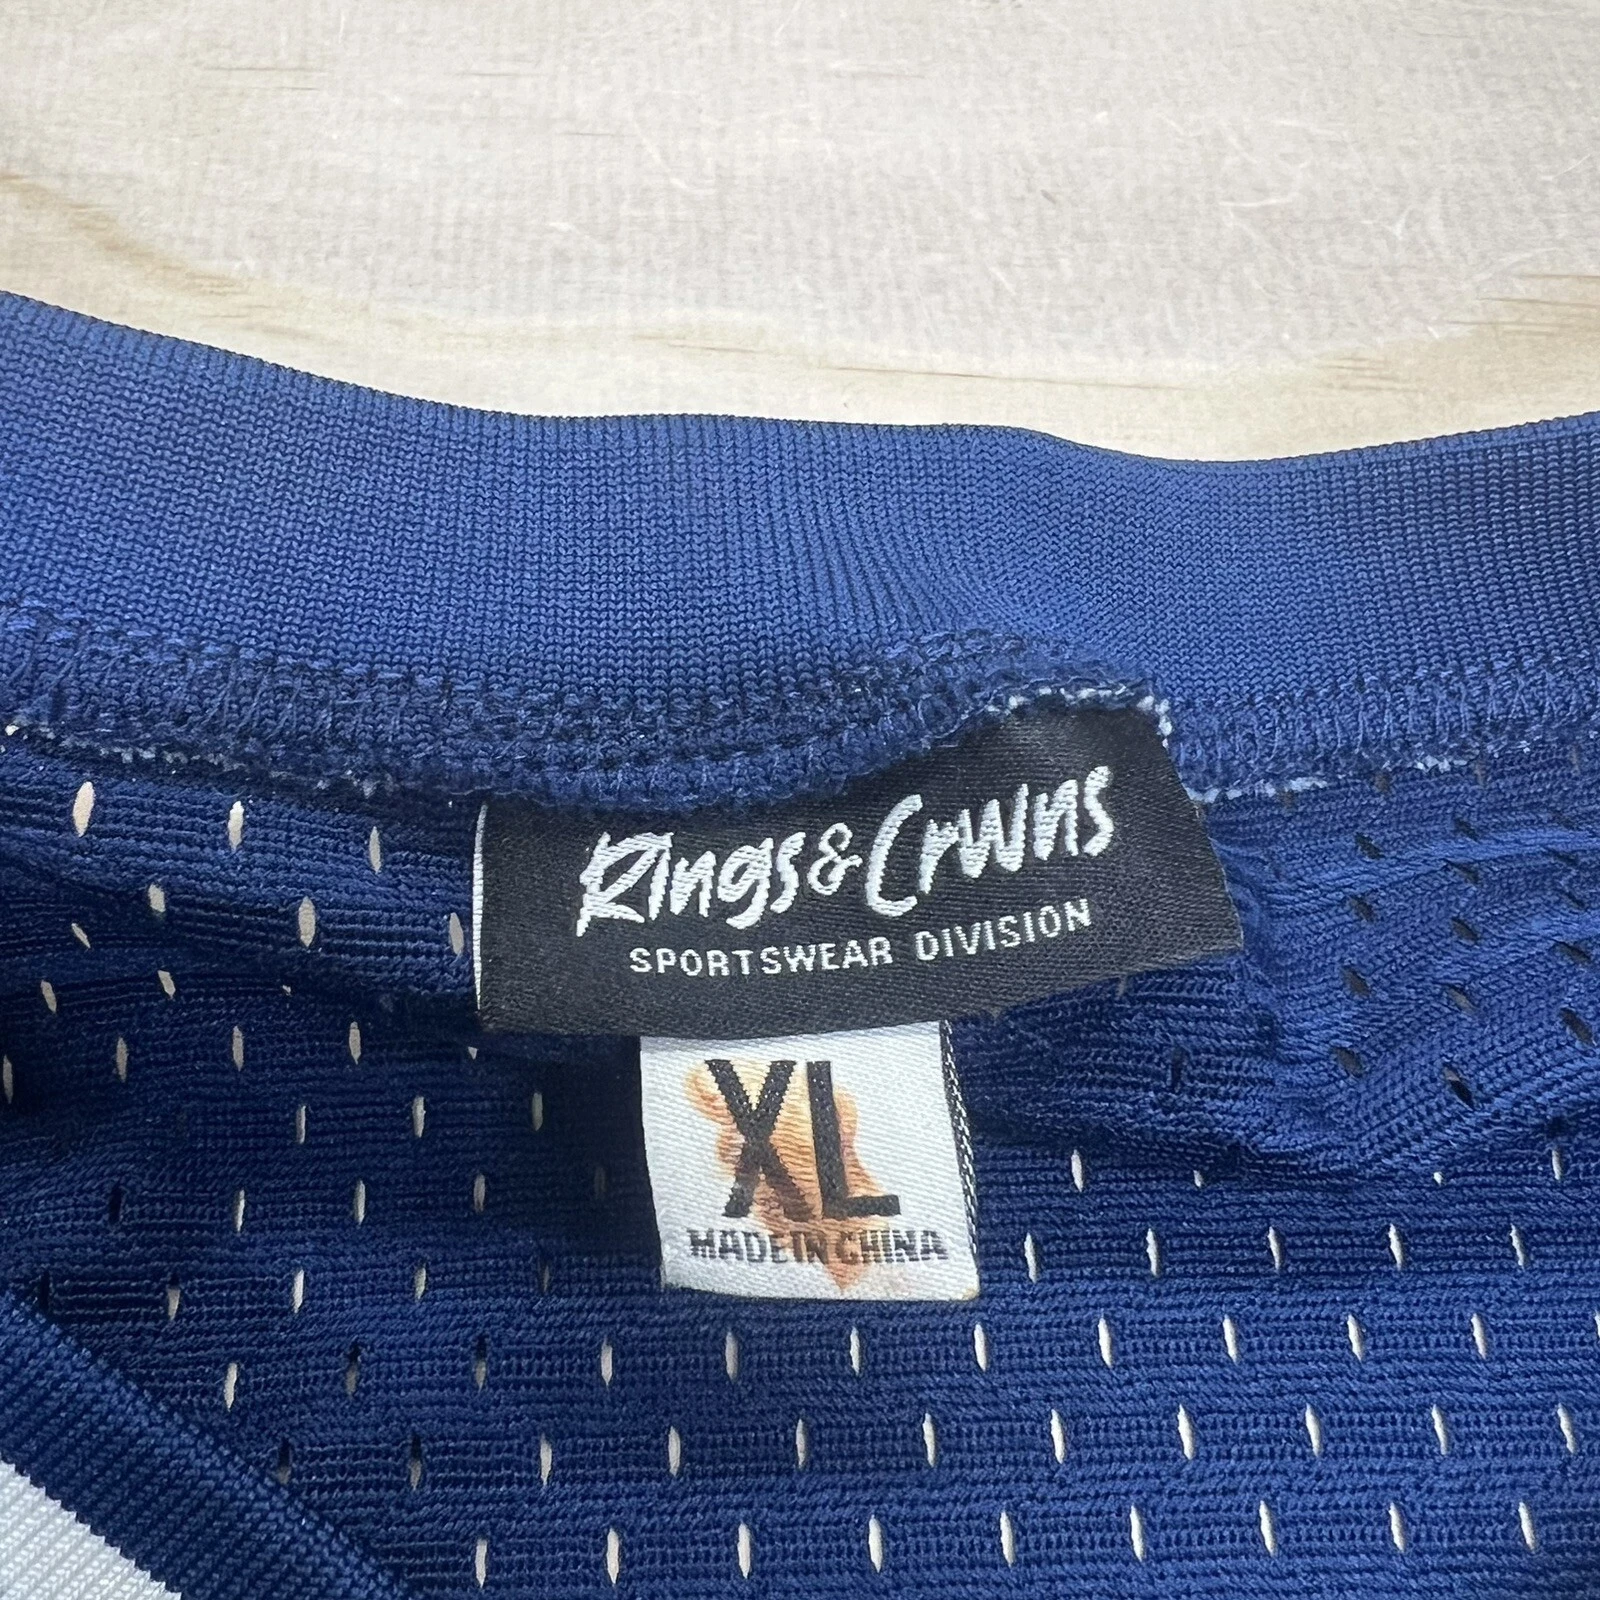 Rings & Crwns
SPORTSWEAR DIVISION
XL
MADE IN CHINA